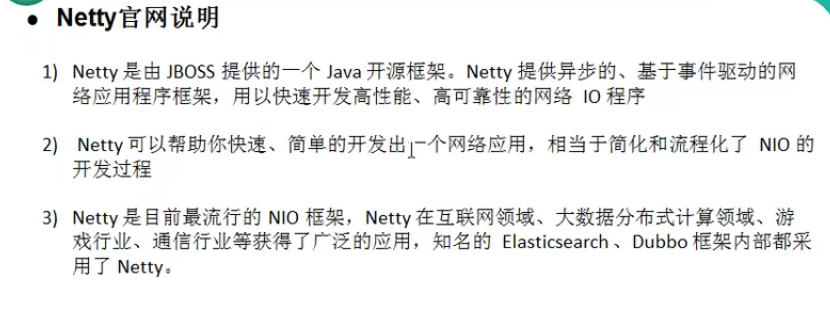 • Netty官网说明
1) Netty 是由 JBOSS 提供的一个 Java 开源框架。Netty 提供异步的、基于事件驱动的网
络应用程序框架，用以快速开发高性能、高可靠性的网络 IO 程序
2) Netty 可以帮助你快速、简单的开发出一个网络应用，相当于简化和流程化了 NIO 的
开发过程
3) Netty 是目前最流行的 NIO 框架，Netty 在互联网领域、大数据分布式计算领域、游
戏行业、通信行业等获得了广泛的应用，知名的 Elasticsearch 、Dubbo 框架内部都采
用了 Netty。